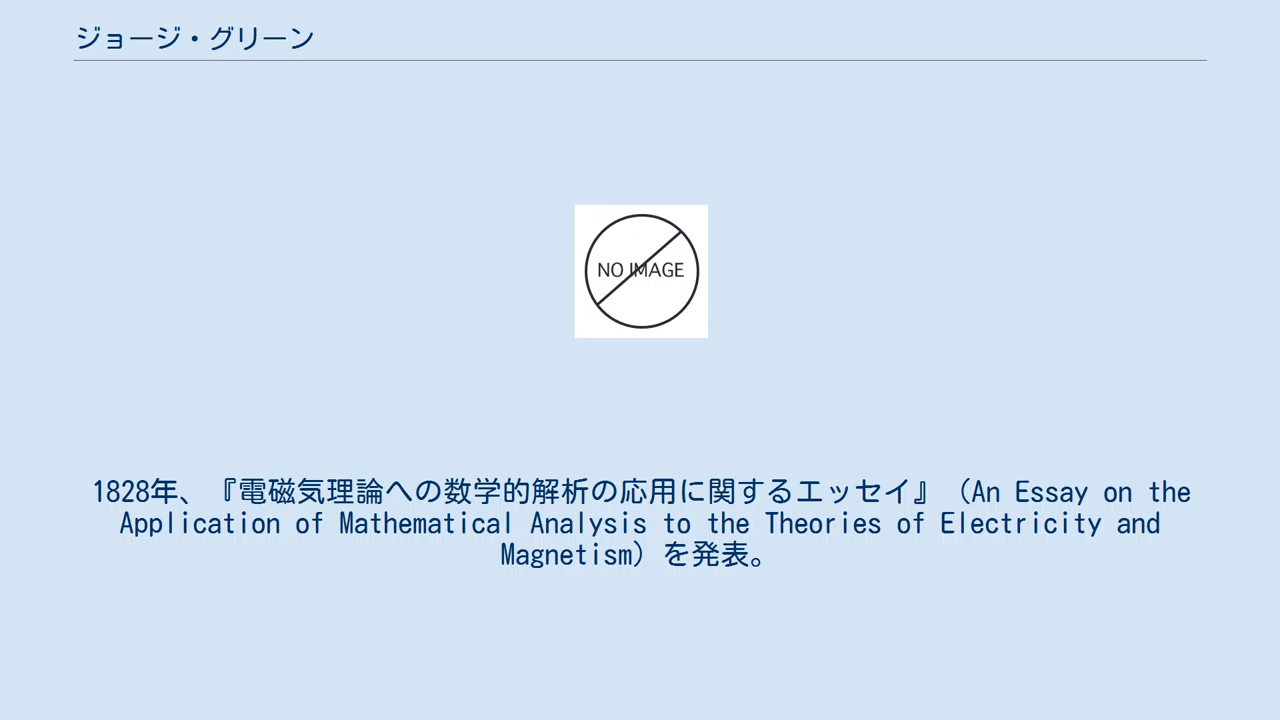 ジョージ・グリーン
NO IMAGE
1828年、『電磁気理論への数学的解析の応用に関するエッセイ』（An Essay on the
Application of Mathematical Analysis to the Theories of Electricity and
Magnetism）を発表。